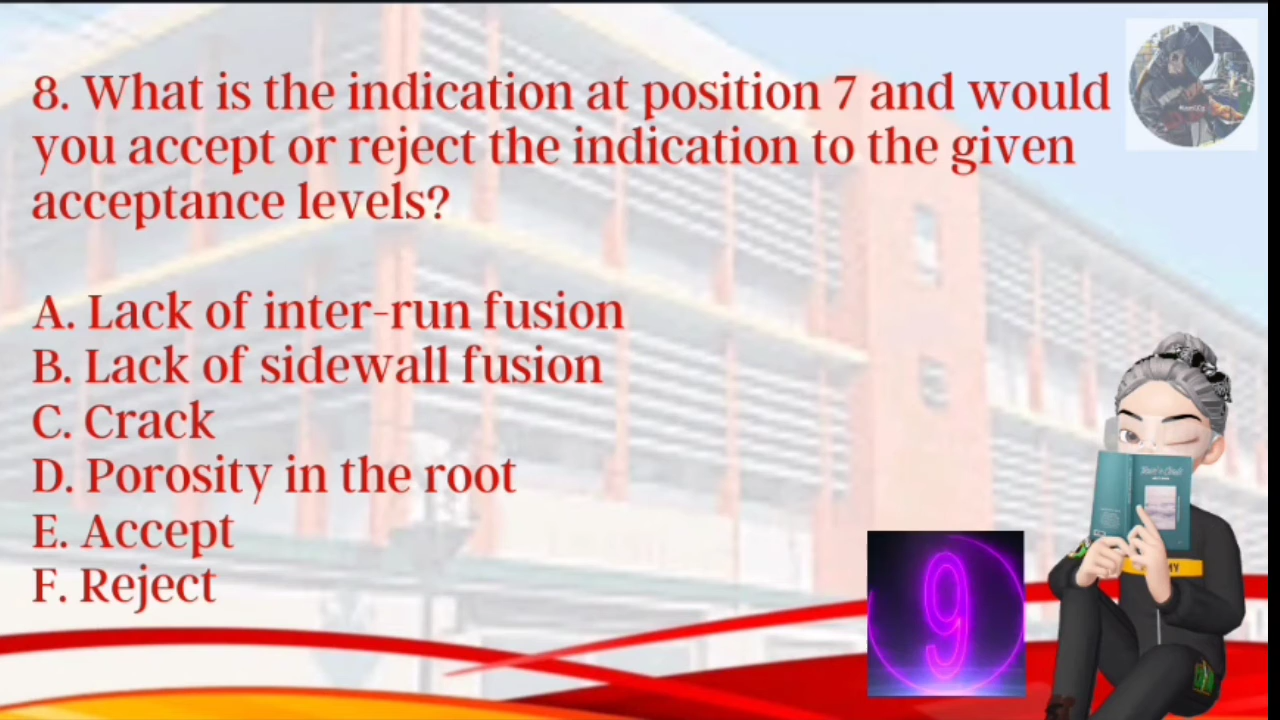 8. What is the indication at position 7 and would
you accept or reject the indication to the given
acceptance levels?
A. Lack of inter-run fusion
B. Lack of sidewall fusion
C. Crack
D. Porosity in the root
E. Accept
F. Reject
9